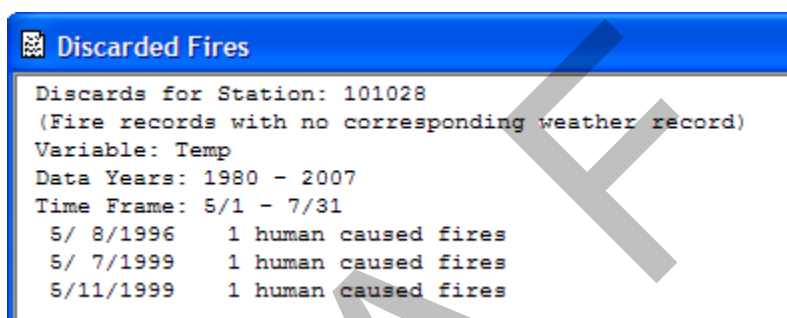 Discarded Fires
Discards for Station: 101028
(Fire records with no corresponding weather record)
Variable: Temp
Data Years: 1980 - 2007
Time Frame: 5/1 - 7/31
5/ 8/1996    1 human caused fires
5/ 7/1999    1 human caused fires
5/11/1999    1 human caused fires